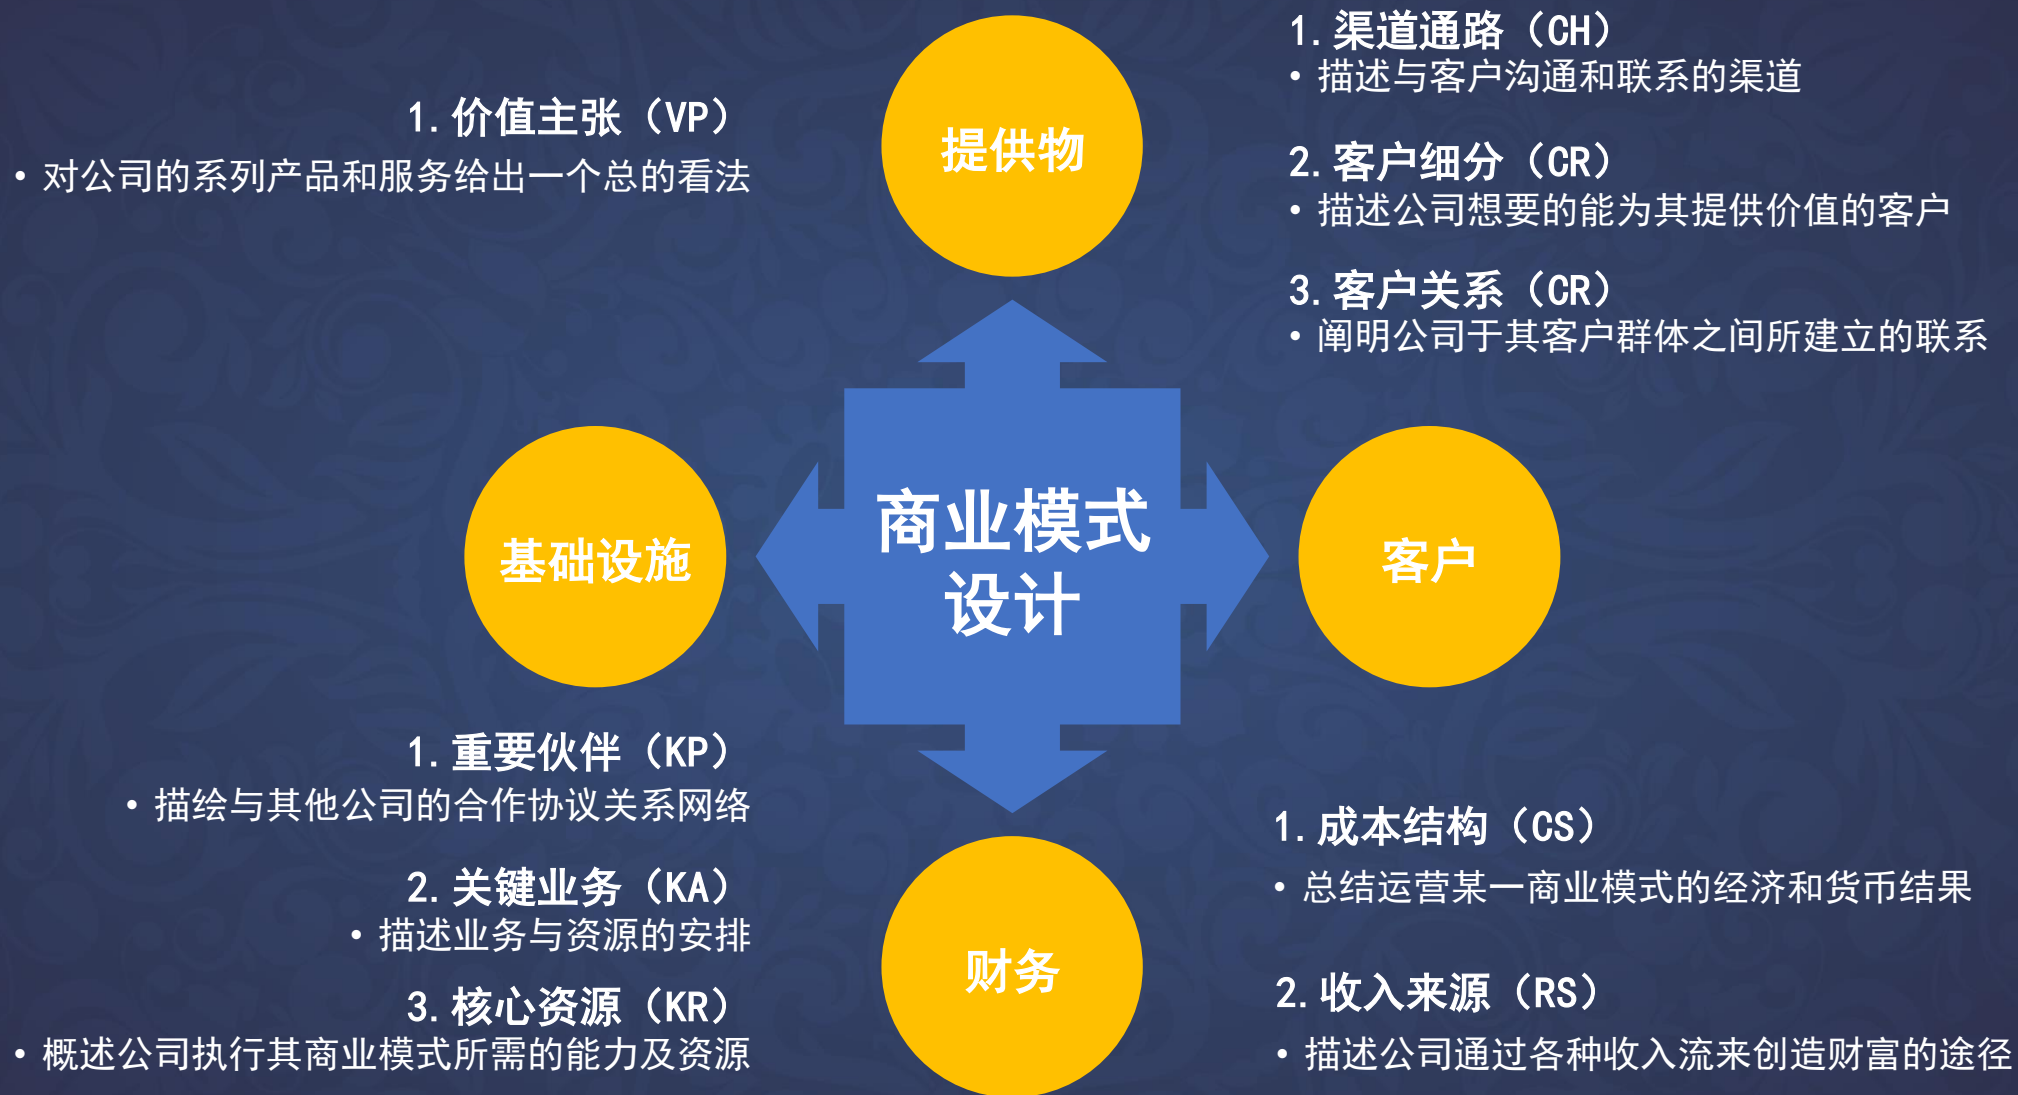 1.价值主张（VP）
• 对公司的系列产品和服务给出一个总的看法
提供物
1.渠道通路（CH）
• 描述与客户沟通和联系的渠道
2.客户细分（CR）
• 描述公司想要的能为其提供价值的客户
3.客户关系（CR）
• 阐明公司于其客户群体之间所建立的联系
基础设施
商业模式
设计
客户
1.重要伙伴（KP）
• 描绘与其他公司的合作协议关系网络
2.关键业务（KA）
• 描述业务与资源的安排
3.核心资源（KR）
• 概述公司执行其商业模式所需的能力及资源
财务
1.成本结构（CS）
• 总结运营某一商业模式的经济和货币结果
2.收入来源（RS）
• 描述公司通过各种收入流来创造财富的途径